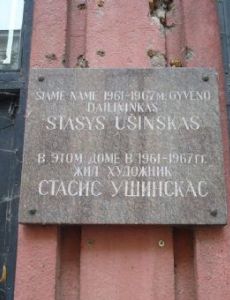 ŠIAME NAME 1961-1967 M. GYVENO
DAILININKAS
STASYS UŠINSKAS
В ЭТОМ ДОМЕ В 1961-1967 ГГ.
ЖИЛ ХУДОЖНИК
СТАСИС УШИНСКАС